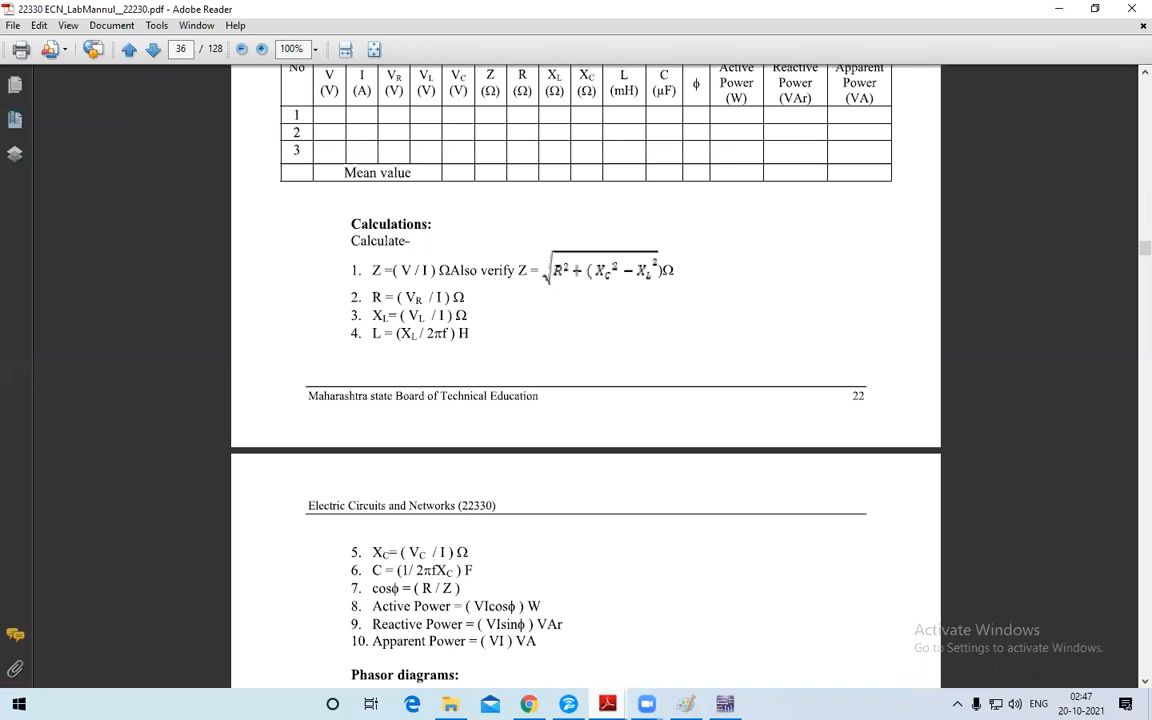 22330 ECN_LabMannul__22230.pdf - Adobe Reader
File Edit View Document Tools Window Help
36 / 128 100%
No V (V) I (A) VR (V) VL (V) VC (V) Z (Ω) R (Ω) XL (Ω) XC (Ω) L (mH) C (µF) ϕ Active Power (W) Reactive Power (VAr) Apparent Power (VA)
1
2
3
Mean value
Calculations:
Calculate-
1. Z =( V / I ) ΩAlso verify Z = √R² + ( XC² − XL²)Ω
2. R = ( VR / I ) Ω
3. XL= ( VL / I ) Ω
4. L = (XL / 2πf ) H
Maharashtra state Board of Technical Education 22
Electric Circuits and Networks (22330)
5. XC= ( VC / I ) Ω
6. C = (1/ 2πfXC ) F
7. cosϕ = ( R / Z )
8. Active Power = ( VIcosϕ ) W
9. Reactive Power = ( VIsinϕ ) VAr
10. Apparent Power = ( VI ) VA
Phasor diagrams:
Activate Windows
Go to Settings to activate Windows.
ENG
02:47
20-10-2021